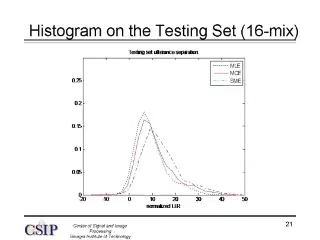 Histogram on the Testing Set (16-mix)
Testing set utterance separation
MLE
MCE
SME
0.25
0.2
0.15
0.1
0.05
0
-20 -10 0 10 20 30 40 50
normalized LLR
CSIP
Center of Signal and Image
Processing
Georgia Institute of Technology
21